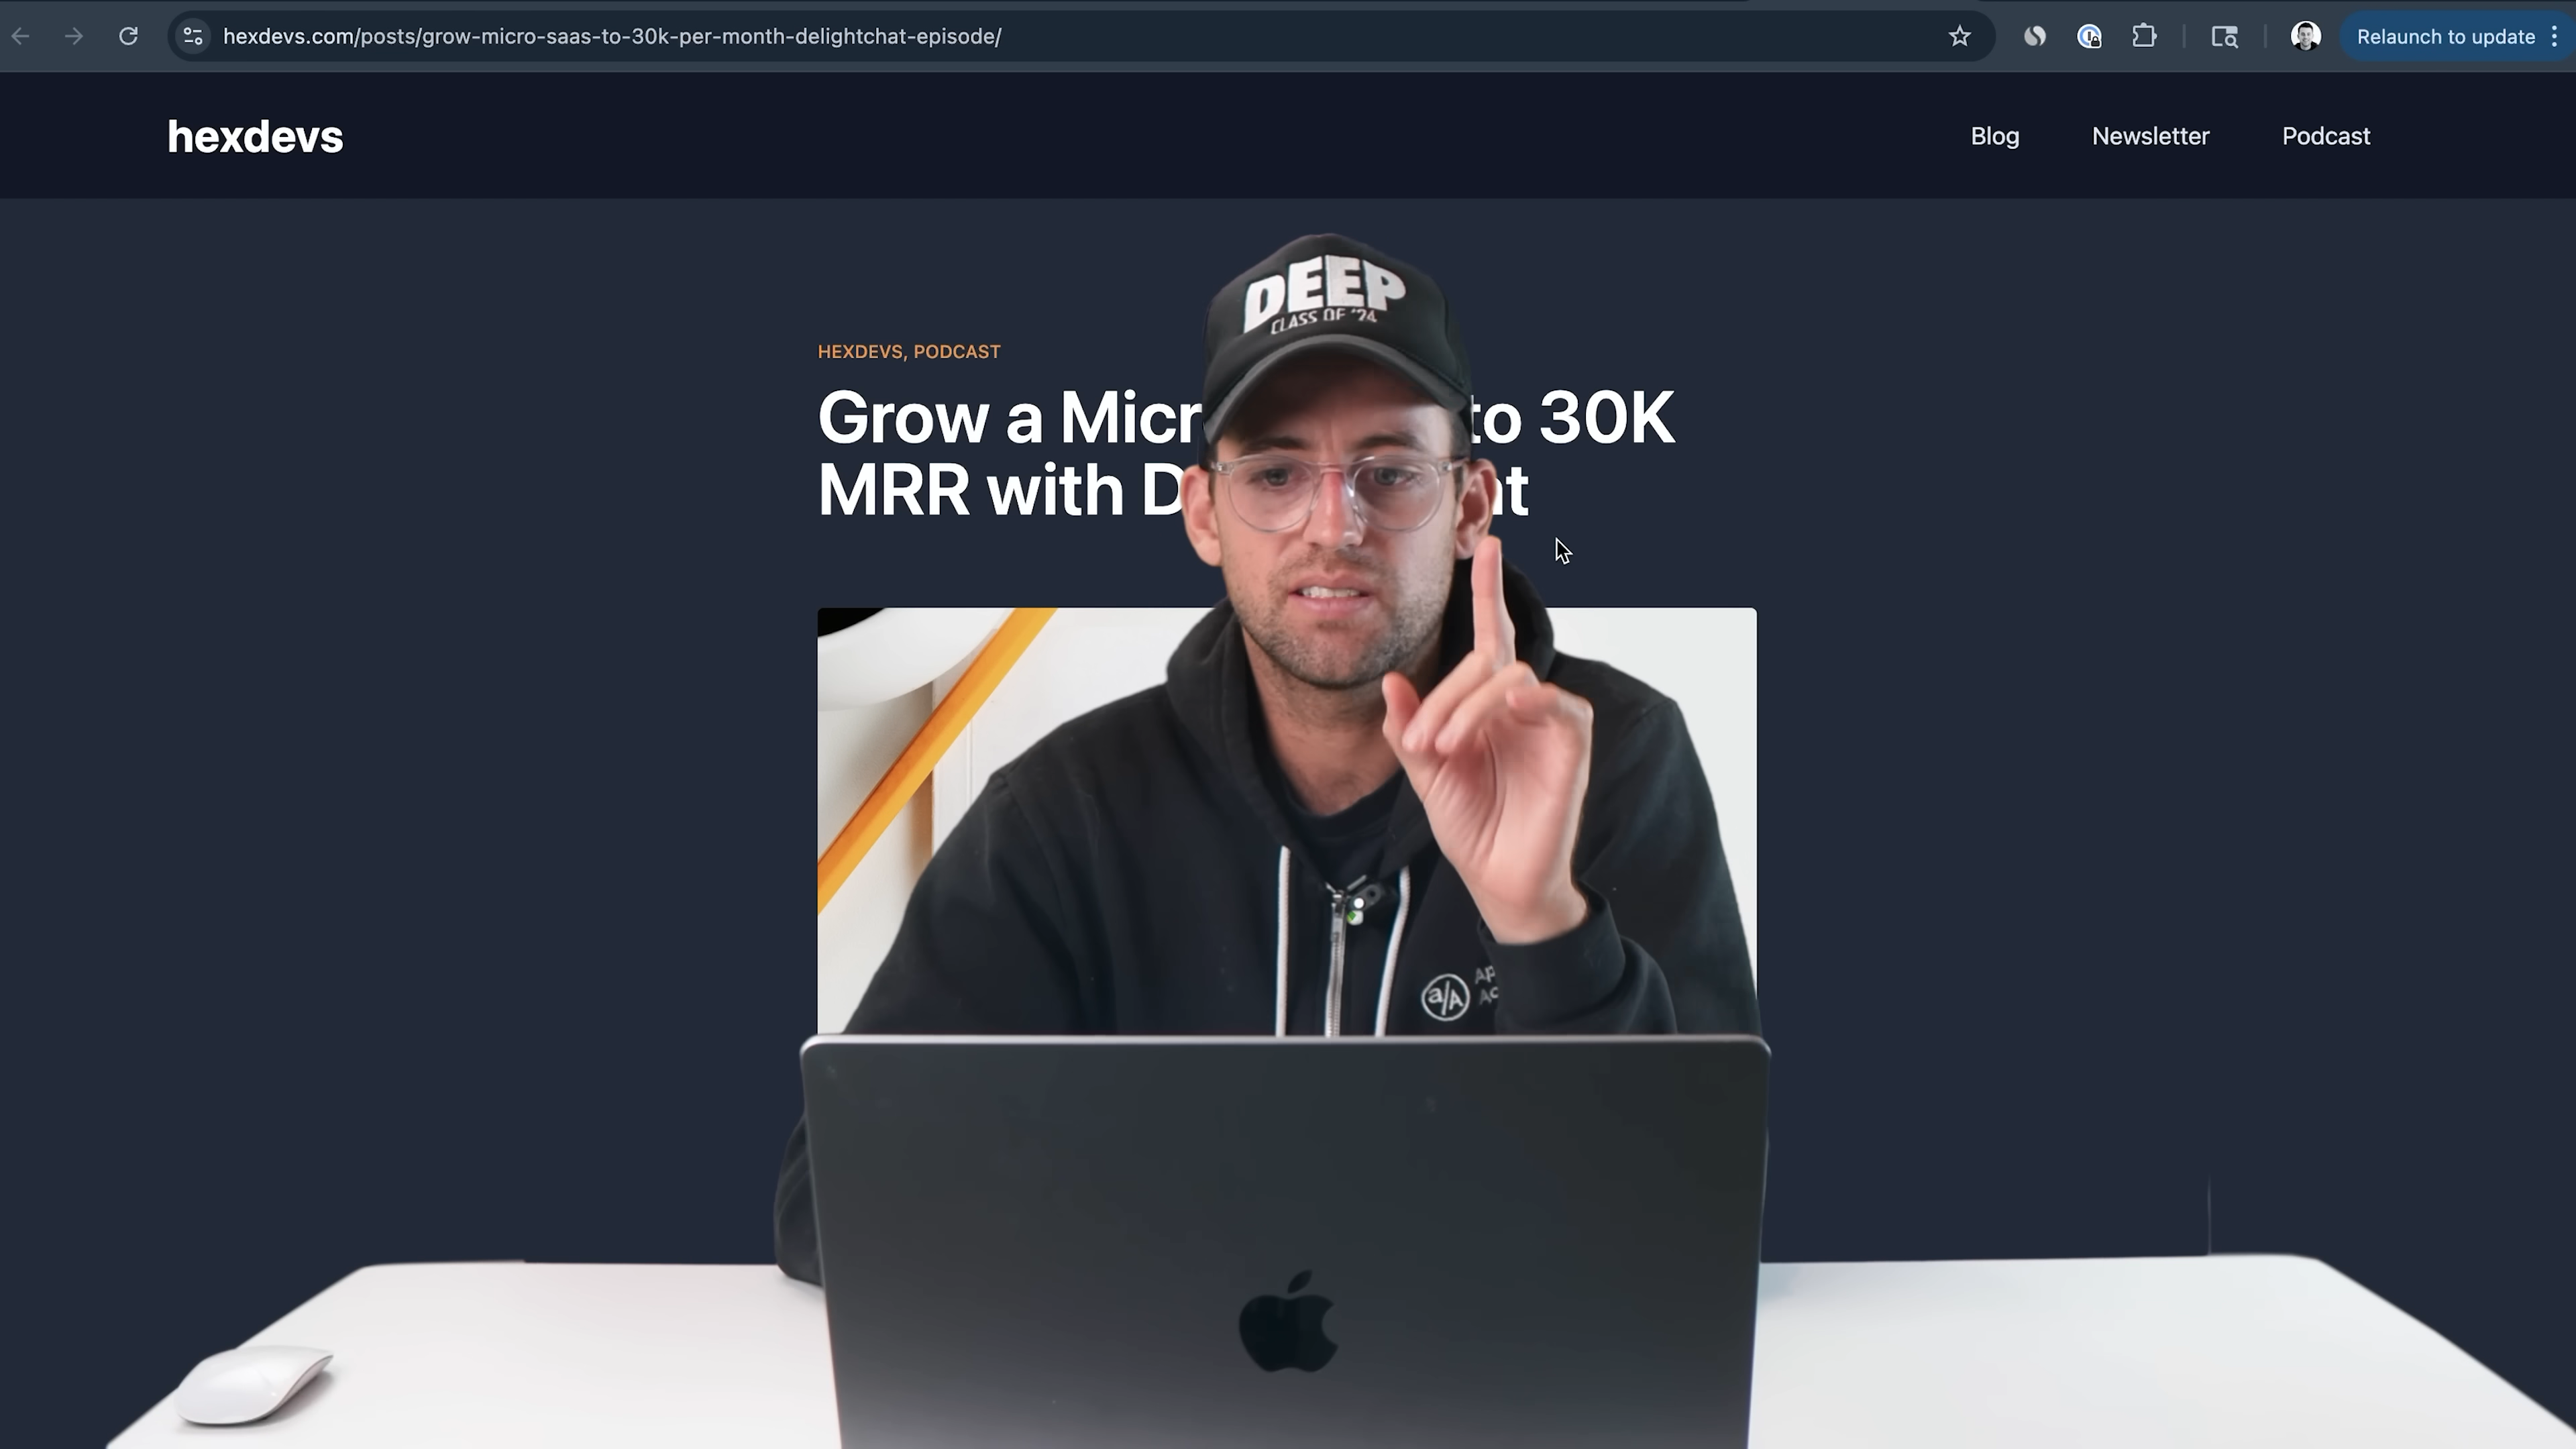 hexdevs.com/posts/grow-micro-saas-to-30k-per-month-delightchat-episode/
Relaunch to update
hexdevs
Blog
Newsletter
Podcast
DEEP
CLASS OF '24
HEXDEVS, PODCAST
Grow a Micr to 30K
MRR with D t
a/A